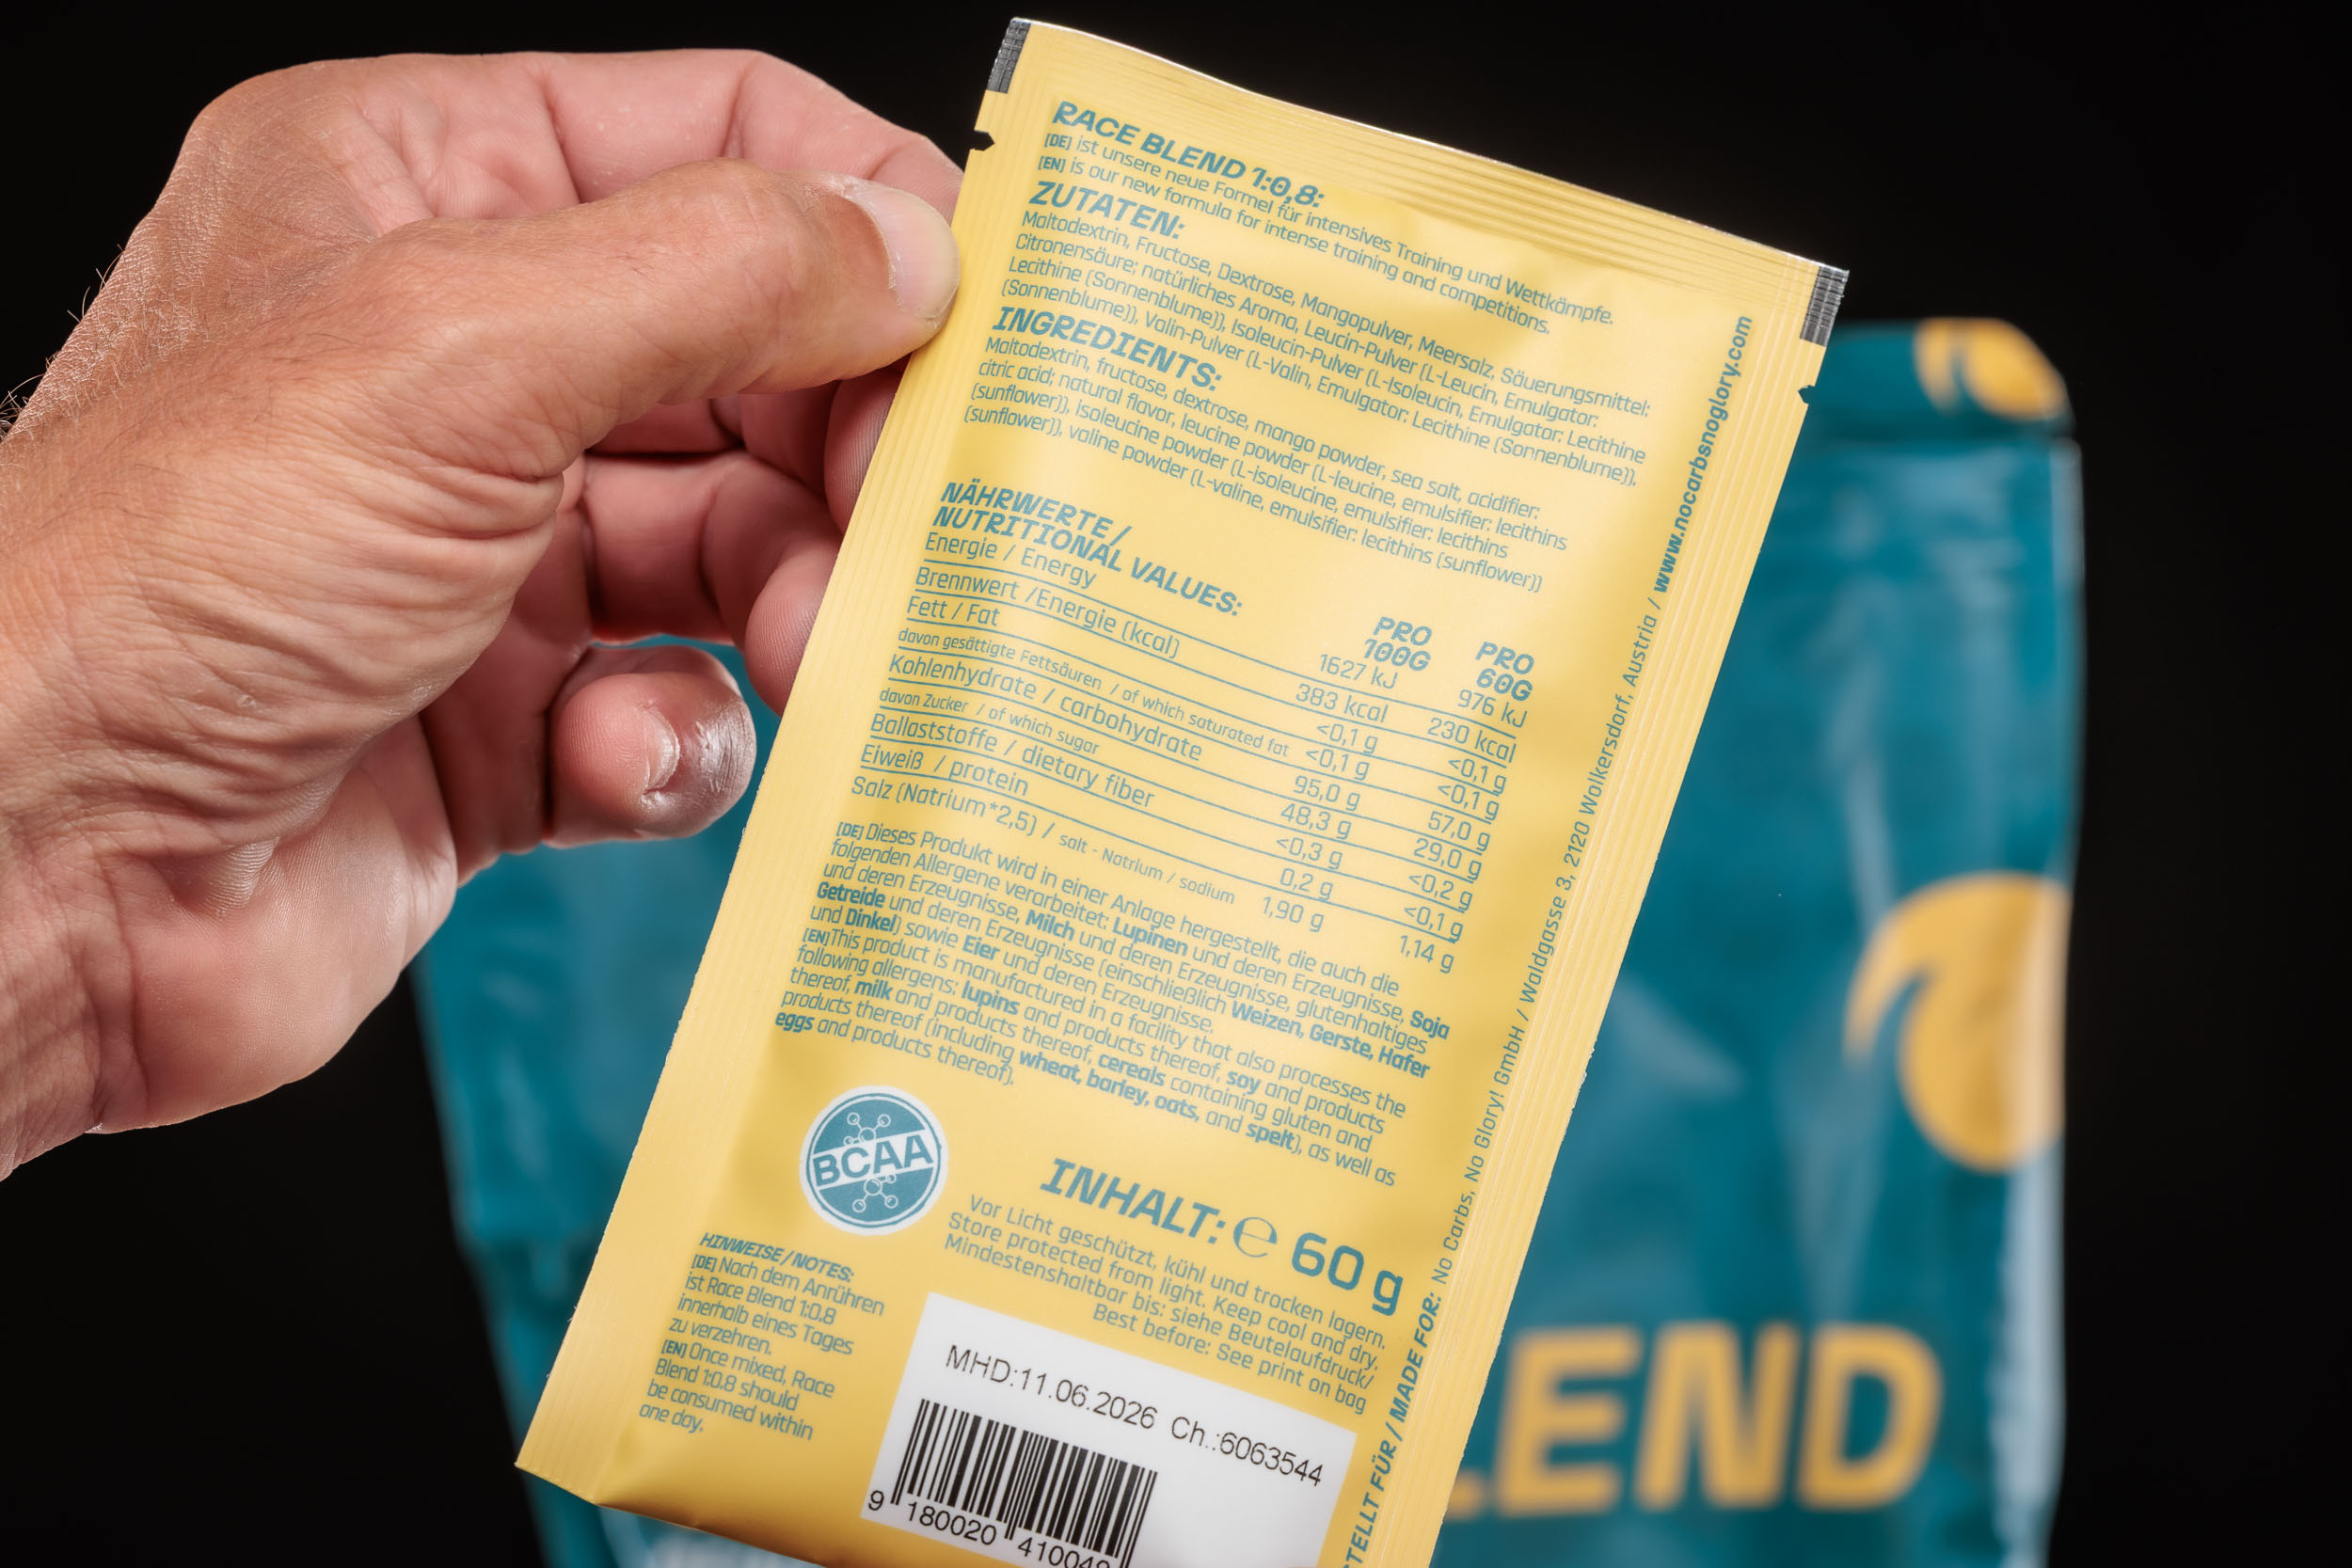 RACE BLEND 1:0,8:
[DE] ist unsere neue Formel für intensives Training und Wettkämpfe.
[EN] is our new formula for intense training and competitions.
ZUTATEN:
Maltodextrin, Fructose, Dextrose, Mangopulver, Meersalz, Säuerungsmittel:
Citronensäure; natürliches Aroma, Leucin-Pulver (L-Leucin, Emulgator:
Lecithine (Sonnenblume)), Isoleucin-Pulver (L-Isoleucin, Emulgator: Lecithine
(Sonnenblume)), Valin-Pulver (L-Valin, Emulgator: Lecithine (Sonnenblume)).
INGREDIENTS:
Maltodextrin, fructose, dextrose, mango powder, sea salt, acidifier:
citric acid; natural flavor, leucine powder (L-leucine, emulsifier: lecithins
(sunflower)), isoleucine powder (L-isoleucine, emulsifier: lecithins
(sunflower)), valine powder (L-valine, emulsifier: lecithins (sunflower))
NÄHRWERTE/
NUTRITIONAL VALUES:
PRO 100G PRO 60G
Energie / Energy 1627 kJ 976 kJ
Brennwert /Energie (kcal) 383 kcal 230 kcal
Fett / Fat <0,1 g <0,1 g
davon gesättigte Fettsäuren / of which saturated fat <0,1 g <0,1 g
Kohlenhydrate / carbohydrate 95,0 g 57,0 g
davon Zucker / of which sugar 48,3 g 29,0 g
Ballaststoffe / dietary fiber <0,3 g <0,2 g
Eiweiß / protein 0,2 g <0,1 g
Salz (Natrium*2,5) / salt - Natrium / sodium 1,90 g 1,14 g
[DE] Dieses Produkt wird in einer Anlage hergestellt, die auch die
folgenden Allergene verarbeitet: Lupinen und deren Erzeugnisse, Soja
und deren Erzeugnisse, Milch und deren Erzeugnisse, glutenhaltiges
Getreide und deren Erzeugnisse (einschließlich Weizen, Gerste, Hafer
und Dinkel) sowie Eier und deren Erzeugnisse.
[EN]This product is manufactured in a facility that also processes the
following allergens: lupins and products thereof, soy and products
thereof, milk and products thereof, cereals containing gluten and
products thereof (including wheat, barley, oats, and spelt), as well as
eggs and products thereof).
BCAA
INHALT: ℮ 60 g
Vor Licht geschützt, kühl und trocken lagern.
Store protected from light. Keep cool and dry.
Mindestenshaltbar bis: siehe Beutelaufdruck/
Best before: See print on bag
HINWEISE/NOTES:
[DE] Nach dem Anrühren
ist Race Blend 1:0.8
innerhalb eines Tages
zu verzehren.
[EN] Once mixed, Race
Blend 1:0.8 should
be consumed within
one day.
MHD:11.06.2026 Ch.:6063544
9 180020
STELLT FÜR / MADE FOR: No Carbs, No Glory! GmbH / Waldgasse 3, 2120 Wolkersdorf, Austria / www.nocarbsnoglory.com
LEND